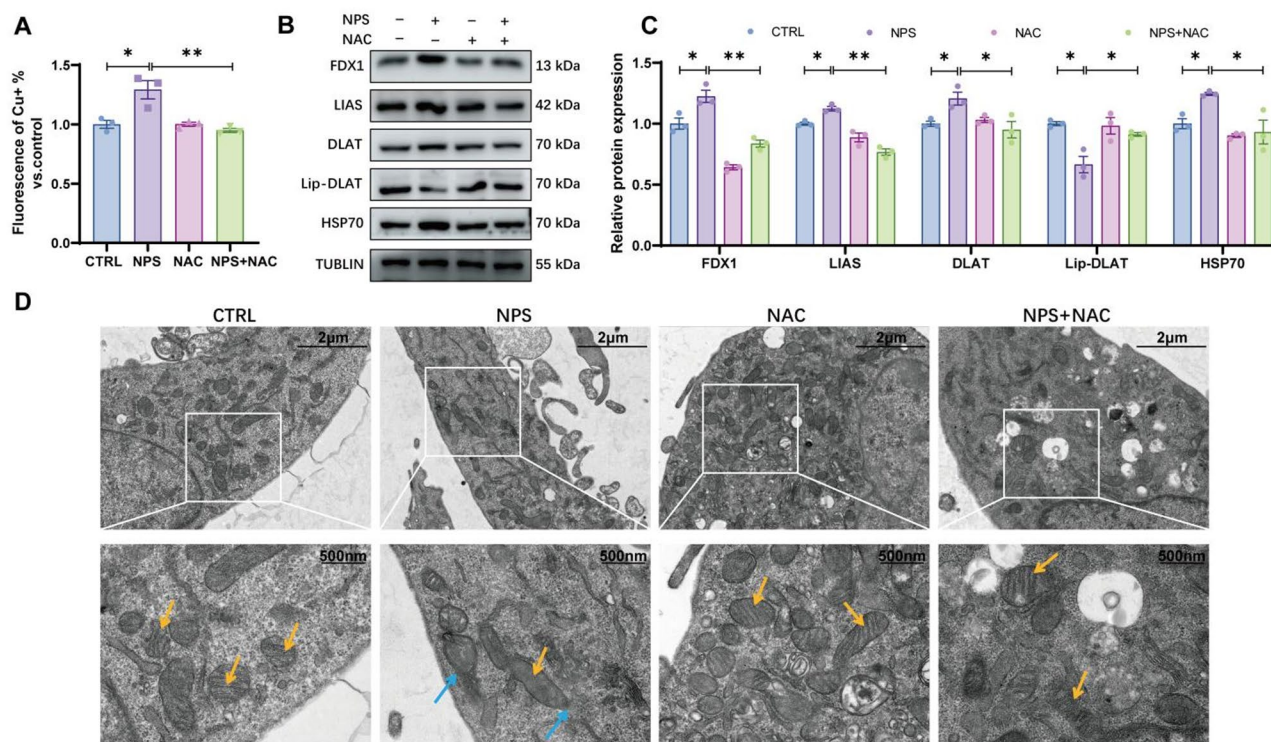 A
Fluorescence of Cu+ %
vs.control
1.5
1.0
0.5
0.0
* **
CTRL NPS NAC NPS+NAC
B
NPS – + – +
NAC – – + +
FDX1 13 kDa
LIAS 42 kDa
DLAT 70 kDa
Lip-DLAT 70 kDa
HSP70 70 kDa
TUBLIN 55 kDa
C
CTRL NPS NAC NPS+NAC
Relative protein expression
1.5
1.0
0.5
0.0
* ** * ** * * * * * *
FDX1 LIAS DLAT Lip-DLAT HSP70
D
CTRL NPS NAC NPS+NAC
2μm 2μm 2μm 2μm
500nm 500nm 500nm 500nm